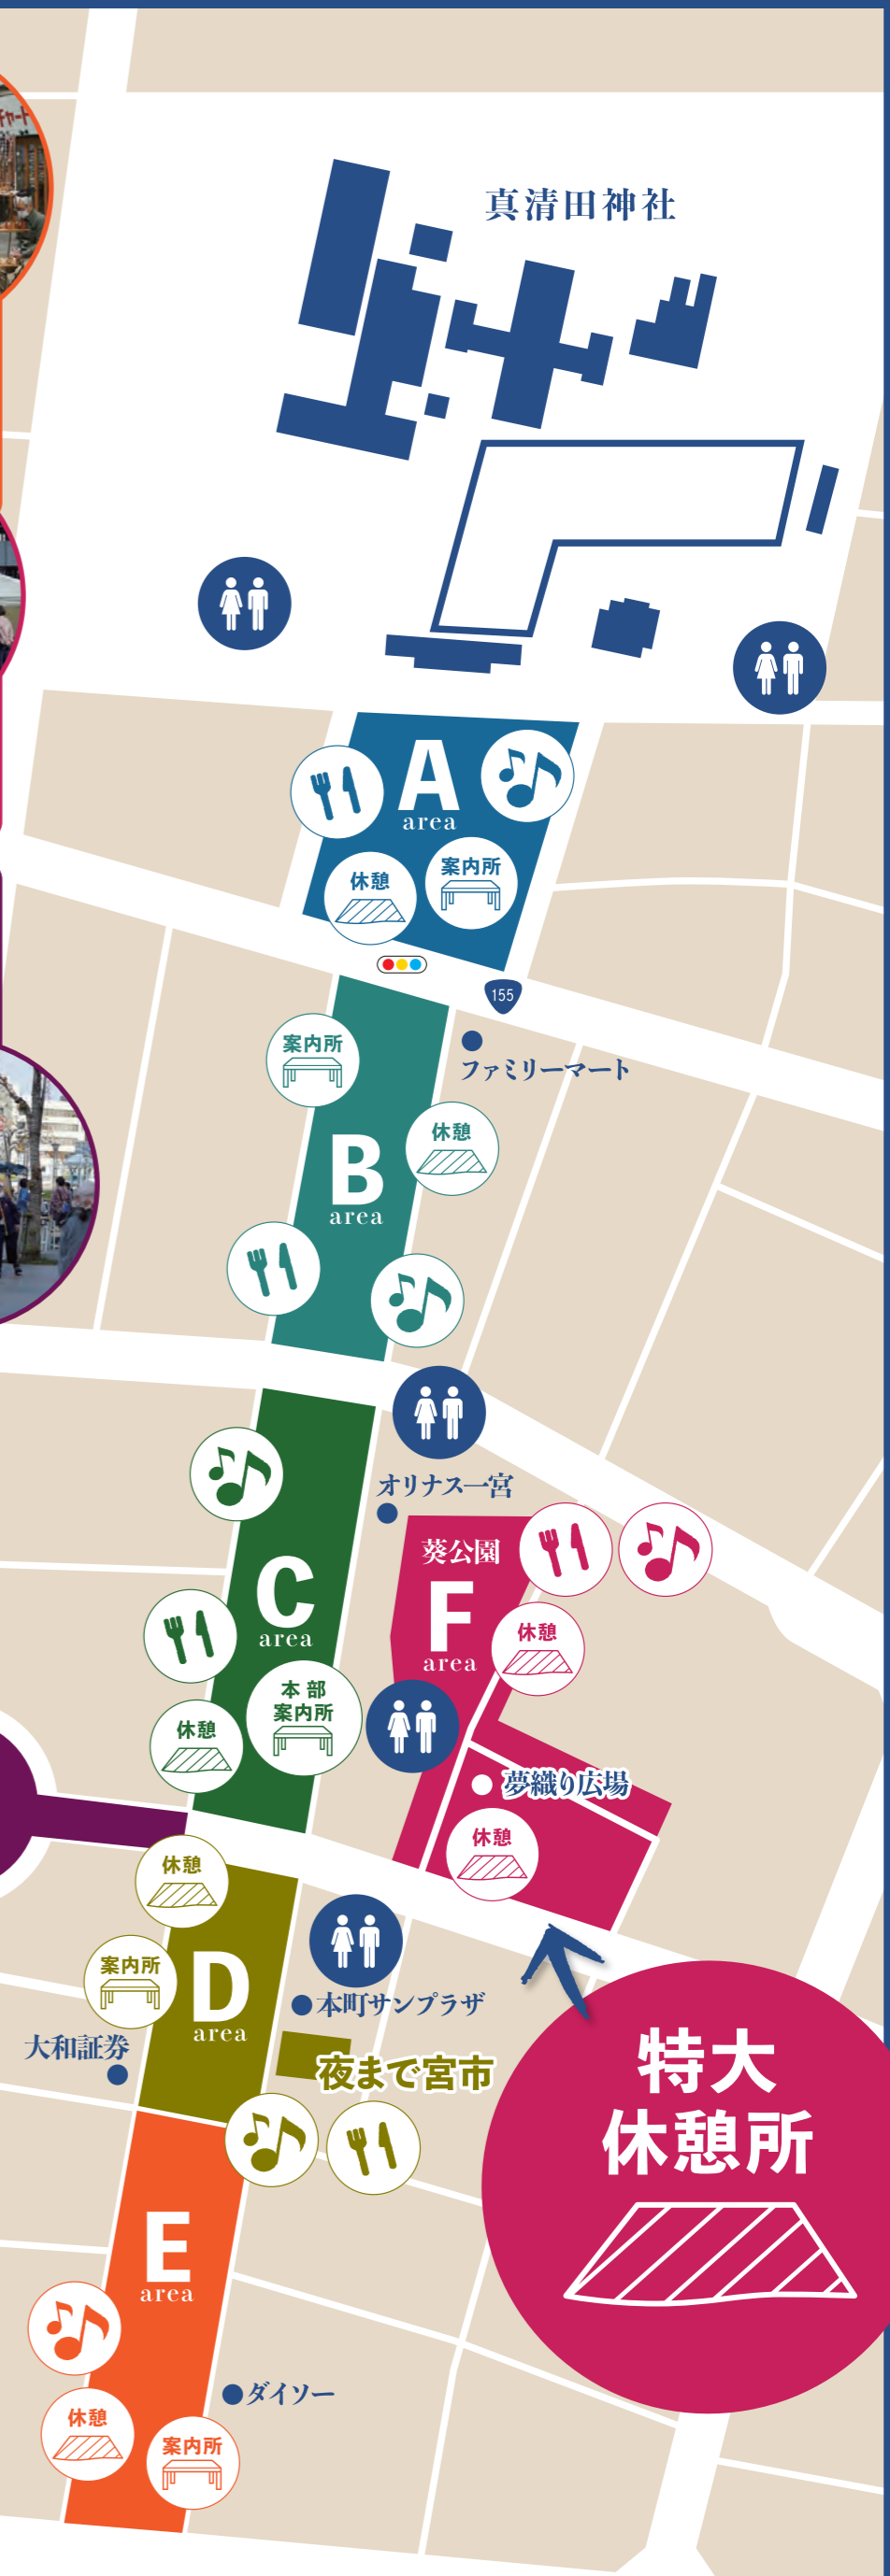 チャート
真清田神社
A
area
休憩
案内所
155
ファミリーマート
案内所
休憩
B
area
オリナス一宮
葵公園
F
area
休憩
C
area
本部
案内所
休憩
夢織り広場
休憩
休憩
案内所
D
area
本町サンプラザ
大和証券
夜まで宮市
特大
休憩所
E
area
ダイソー
休憩
案内所